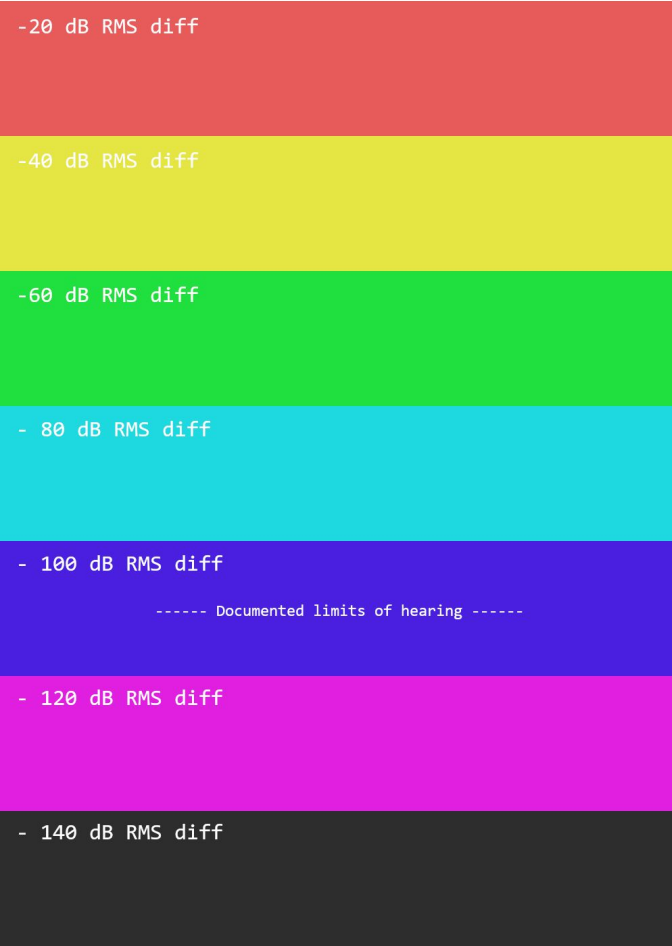 -20 dB RMS diff
-40 dB RMS diff
-60 dB RMS diff
- 80 dB RMS diff
- 100 dB RMS diff
------ Documented limits of hearing ------
- 120 dB RMS diff
- 140 dB RMS diff